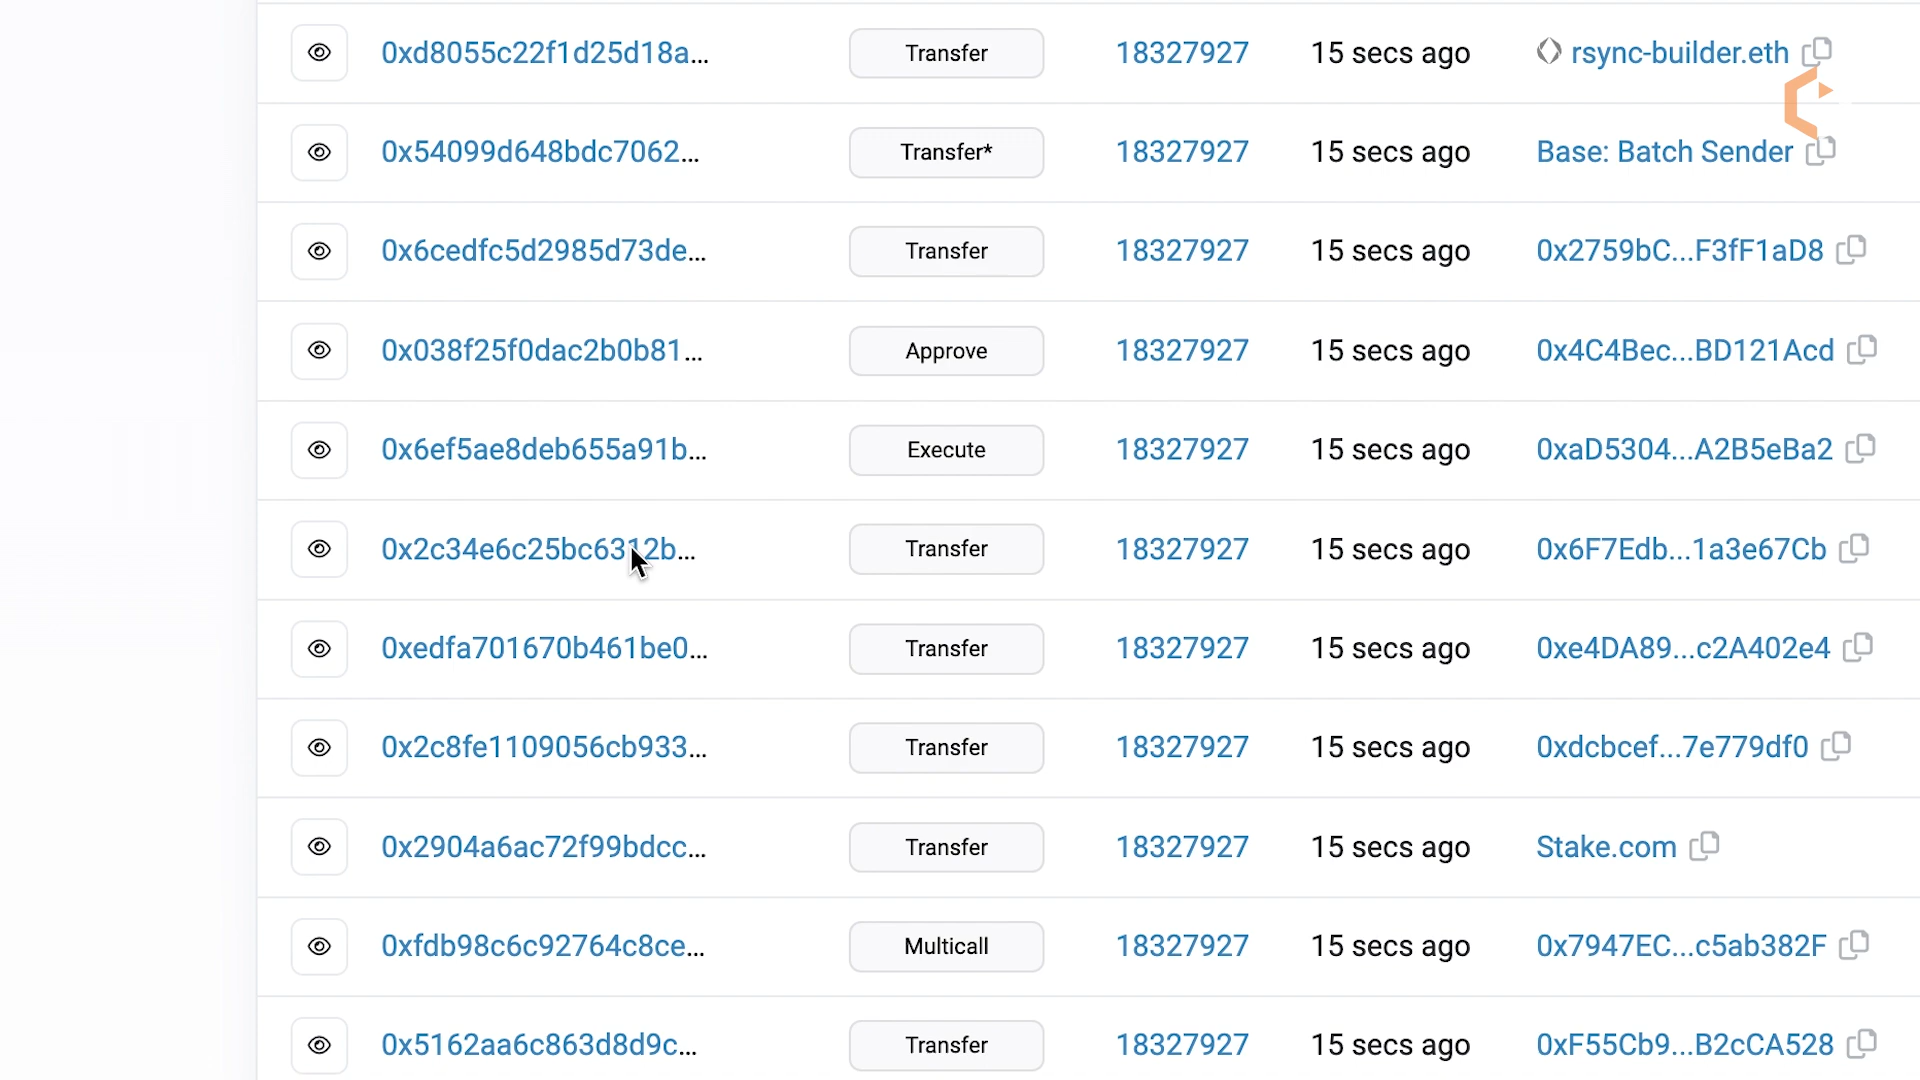 0xd8055c22f1d25d18a... Transfer 18327927 15 secs ago rsync-builder.eth
0x54099d648bdc7062... Transfer* 18327927 15 secs ago Base: Batch Sender
0x6cedfc5d2985d73de... Transfer 18327927 15 secs ago 0x2759bC...F3fF1aD8
0x038f25f0dac2b0b81... Approve 18327927 15 secs ago 0x4C4Bec...BD121Acd
0x6ef5ae8deb655a91b... Execute 18327927 15 secs ago 0xaD5304...A2B5eBa2
0x2c34e6c25bc6312b... Transfer 18327927 15 secs ago 0x6F7Edb...1a3e67Cb
0xedfa701670b461be0... Transfer 18327927 15 secs ago 0xe4DA89...c2A402e4
0x2c8fe1109056cb933... Transfer 18327927 15 secs ago 0xdcbcef...7e779df0
0x2904a6ac72f99bdcc... Transfer 18327927 15 secs ago Stake.com
0xfdb98c6c92764c8ce... Multicall 18327927 15 secs ago 0x7947EC...c5ab382F
0x5162aa6c863d8d9c... Transfer 18327927 15 secs ago 0xF55Cb9...B2cCA528